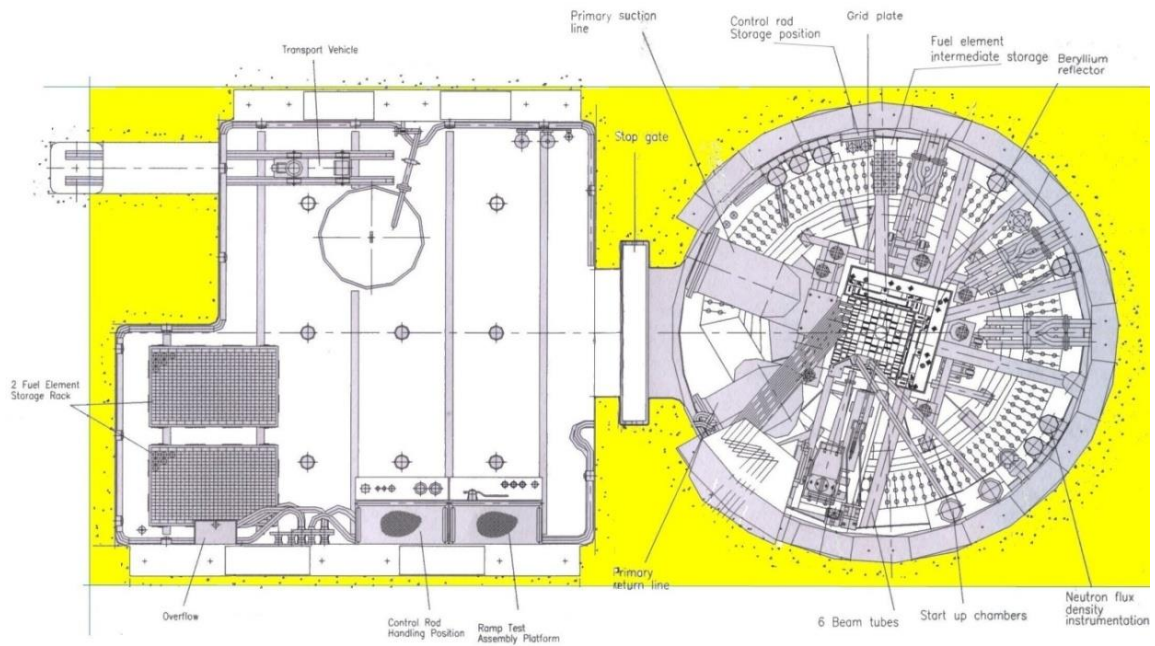 Primary suction
line
Control rod
Storage position
Grid plate
Fuel element
intermediate storage
Beryllium
reflector
Transport Vehicle
Stop gate
2 Fuel Element
Storage Rack
Overflow
Control Rod
Handling Position
Ramp Test
Assembly Platform
Primary
return line
6 Beam tubes
Start up chambers
Neutron flux
density
instrumentation